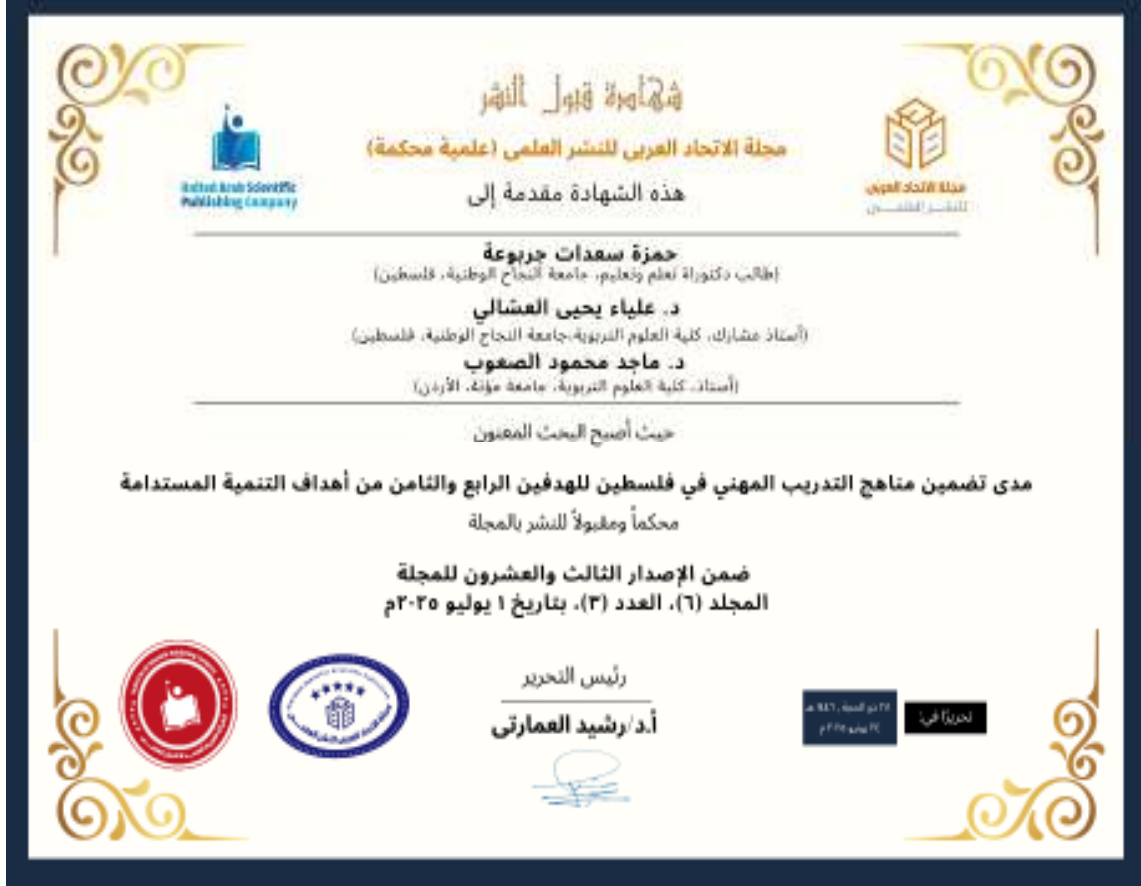 شهادة قبول النشر
مجلة الاتحاد العربي للنشر العلمي (علمية محكمة)
هذه الشهادة مقدمة إلى
United Arab Scientific
Publishing Company
مجلة الاتحاد العربي
للنشر العلمي
حمزة سعدات جربوعة
(طالب دكتوراة تعلم وتعليم، جامعة النجاح الوطنية، فلسطين)
د. علياء يحيى العسالي
(أستاذ مشارك، كلية العلوم التربوية،جامعة النجاح الوطنية، فلسطين)
د. ماجد محمود الصعوب
(أستاذ، كلية العلوم التربوية، جامعة مؤتة، الأردن)
حيث أصبح البحث المعنون
مدى تضمين مناهج التدريب المهني في فلسطين للهدفين الرابع والثامن من أهداف التنمية المستدامة
محكماً ومقبولاً للنشر بالمجلة
ضمن الإصدار الثالث والعشرون للمجلة
المجلد (٦)، العدد (٣)، بتاريخ ١ يوليو ٢٠٢٥م
رئيس التحرير
أ.د/رشيد العمارتى
تحريرًا في: